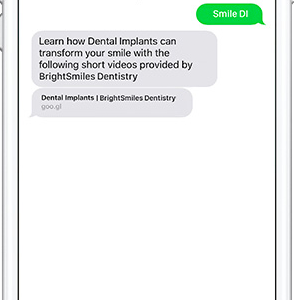 Smile DI
Learn how Dental Implants can
transform your smile with the
following short videos provided by
BrightSmiles Dentistry
Dental Implants | BrightSmiles Dentistry
goo.gl